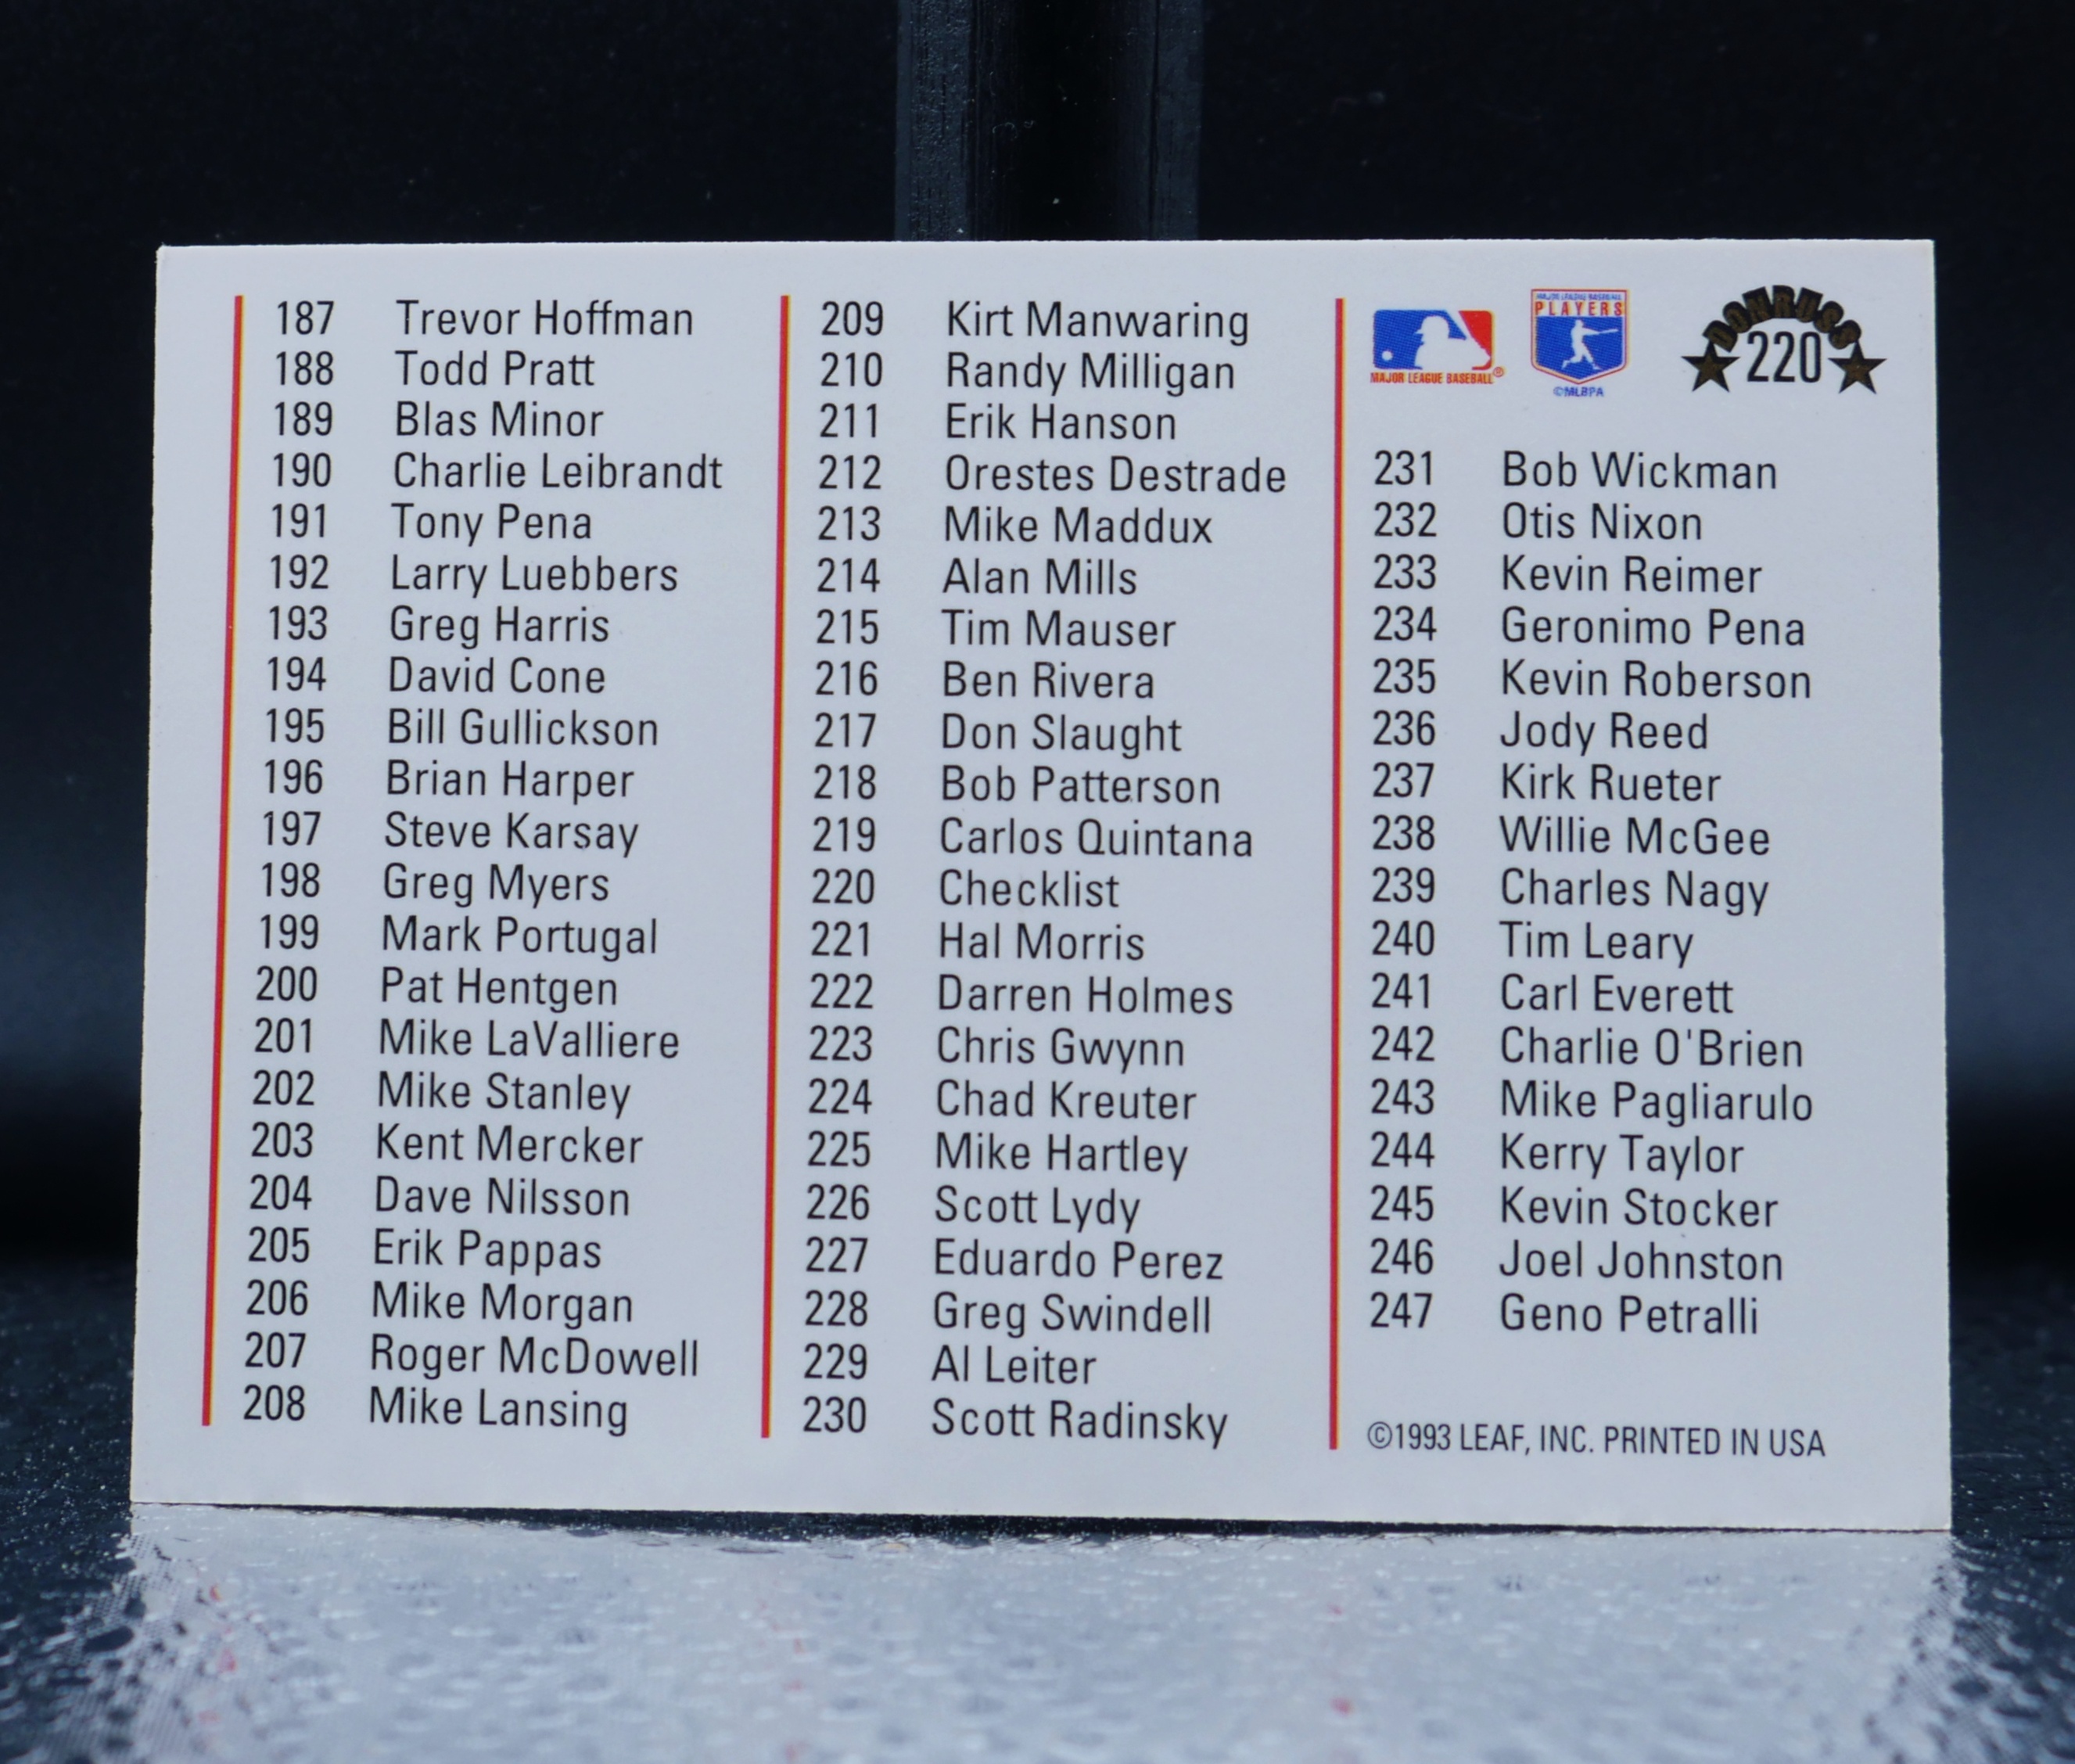 187 Trevor Hoffman
188 Todd Pratt
189 Blas Minor
190 Charlie Leibrandt
191 Tony Pena
192 Larry Luebbers
193 Greg Harris
194 David Cone
195 Bill Gullickson
196 Brian Harper
197 Steve Karsay
198 Greg Myers
199 Mark Portugal
200 Pat Hentgen
201 Mike LaValliere
202 Mike Stanley
203 Kent Mercker
204 Dave Nilsson
205 Erik Pappas
206 Mike Morgan
207 Roger McDowell
208 Mike Lansing
209 Kirt Manwaring
210 Randy Milligan
211 Erik Hanson
212 Orestes Destrade
213 Mike Maddux
214 Alan Mills
215 Tim Mauser
216 Ben Rivera
217 Don Slaught
218 Bob Patterson
219 Carlos Quintana
220 Checklist
221 Hal Morris
222 Darren Holmes
223 Chris Gwynn
224 Chad Kreuter
225 Mike Hartley
226 Scott Lydy
227 Eduardo Perez
228 Greg Swindell
229 Al Leiter
230 Scott Radinsky
MAJOR LEAGUE BASEBALL®
MAJOR LEAGUE BASEBALL
PLAYERS
©MLBPA
DONRUSS
220
231 Bob Wickman
232 Otis Nixon
233 Kevin Reimer
234 Geronimo Pena
235 Kevin Roberson
236 Jody Reed
237 Kirk Rueter
238 Willie McGee
239 Charles Nagy
240 Tim Leary
241 Carl Everett
242 Charlie O'Brien
243 Mike Pagliarulo
244 Kerry Taylor
245 Kevin Stocker
246 Joel Johnston
247 Geno Petralli
©1993 LEAF, INC. PRINTED IN USA